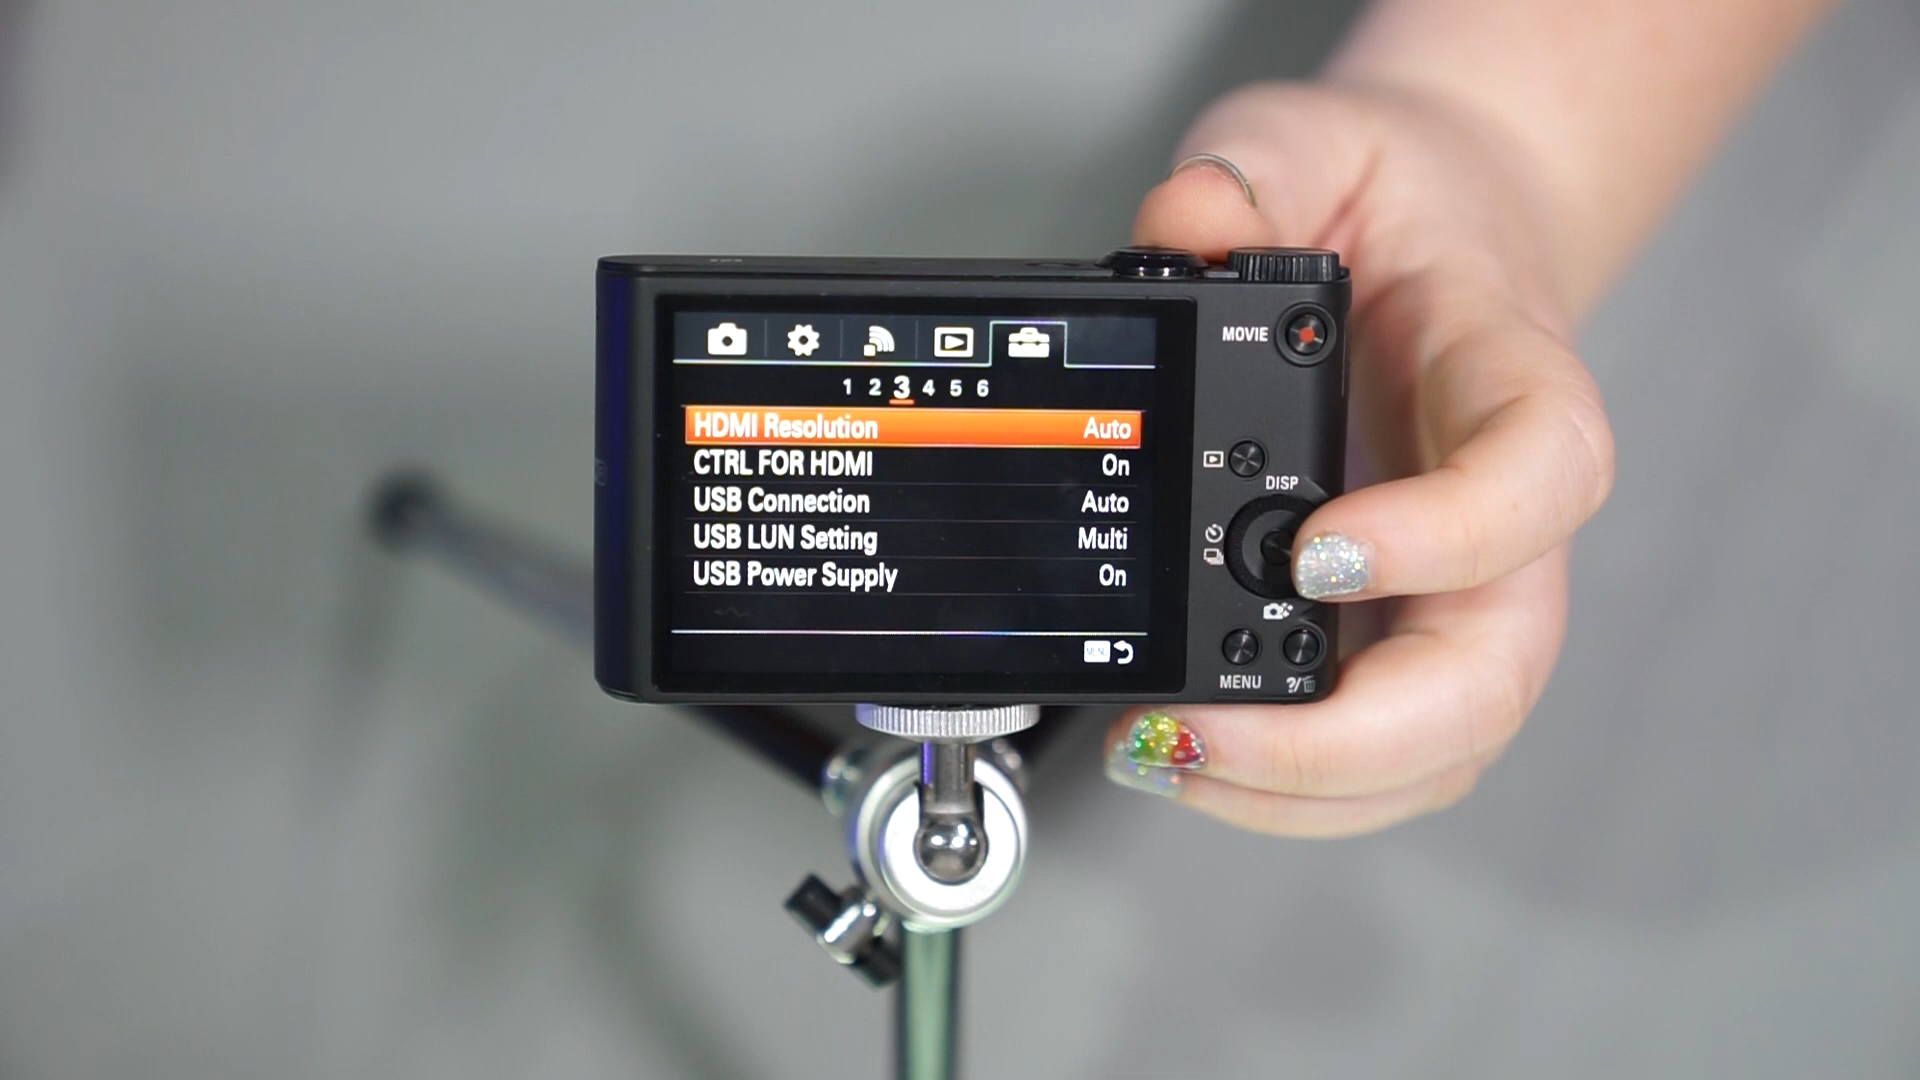 1 2 3 4 5 6
HDMI Resolution Auto
CTRL FOR HDMI On
USB Connection Auto
USB LUN Setting Multi
USB Power Supply On
MENU
MOVIE
DISP
MENU ?/